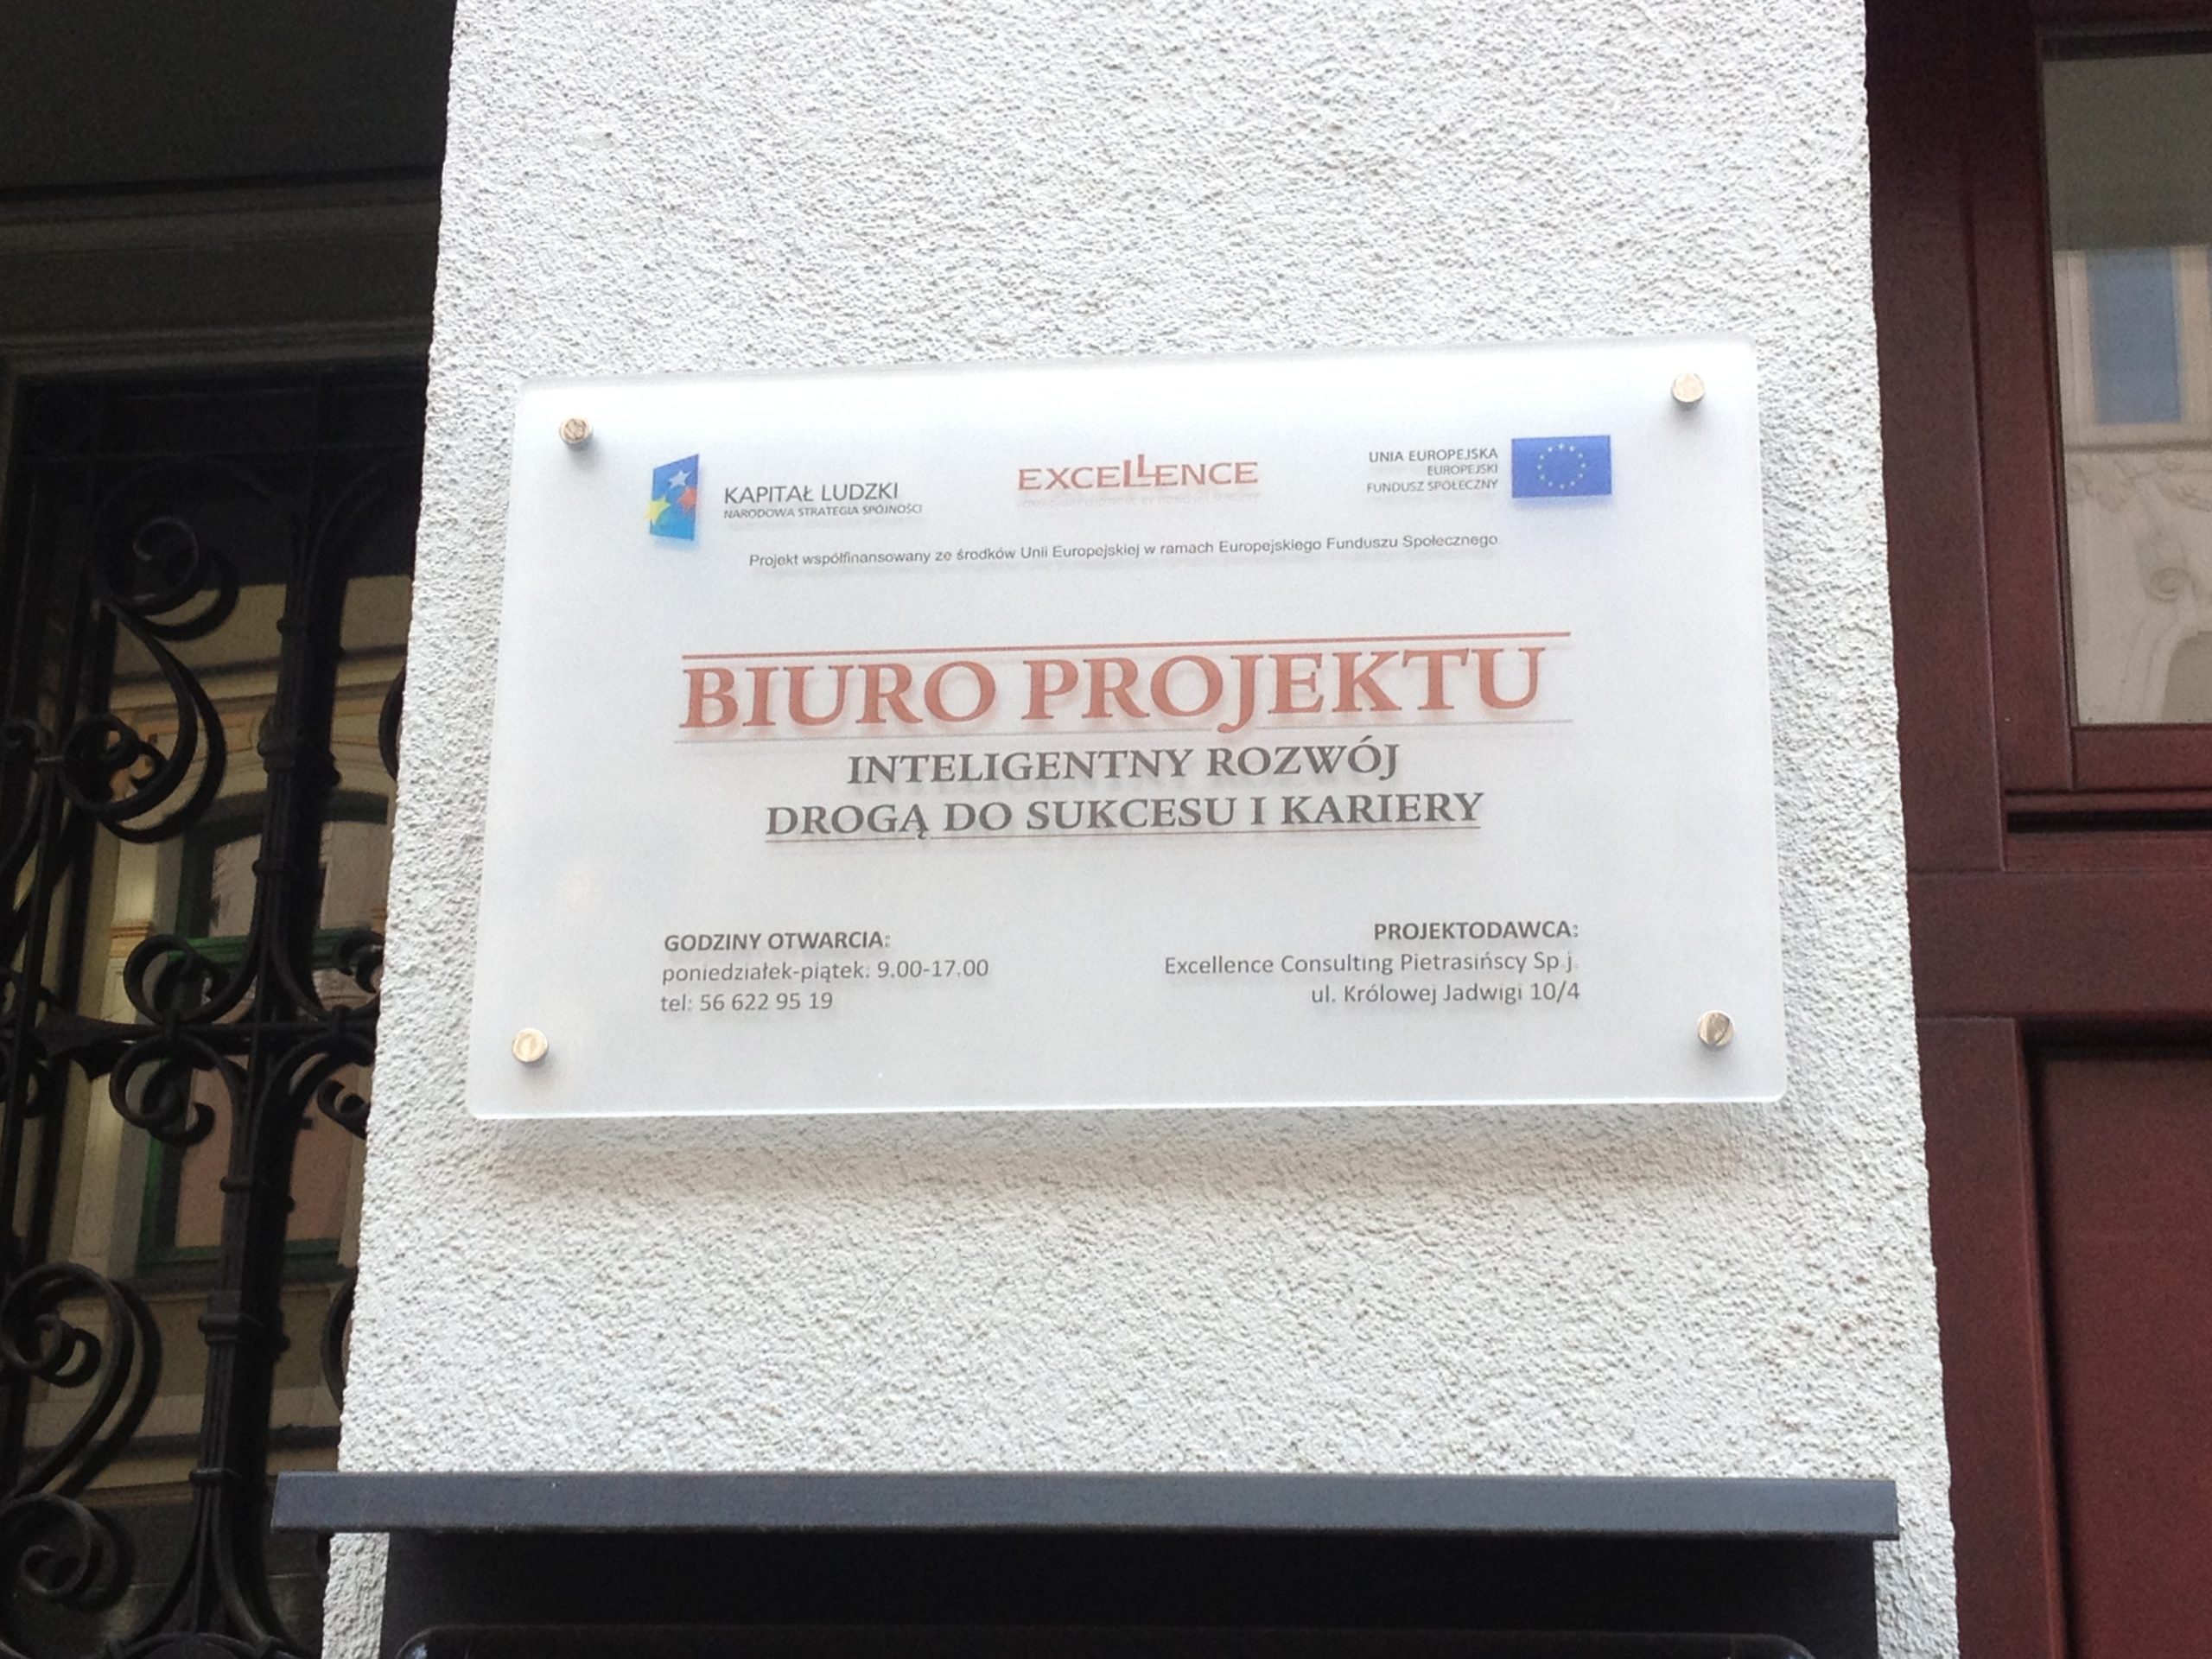 KAPITAŁ LUDZKI
NARODOWA STRATEGIA SPÓJNOŚCI
EXCELLENCE
UNIA EUROPEJSKA
EUROPEJSKI
FUNDUSZ SPOŁECZNY
Projekt współfinansowany ze środków Unii Europejskiej w ramach Europejskiego Funduszu Społecznego
BIURO PROJEKTU
INTELIGENTNY ROZWÓJ
DROGĄ DO SUKCESU I KARIERY
GODZINY OTWARCIA:
poniedziałek-piątek: 9.00-17.00
tel: 56 622 95 19
PROJEKTODAWCA:
Excellence Consulting Pietrasińscy Sp.j.
ul. Królowej Jadwigi 10/4